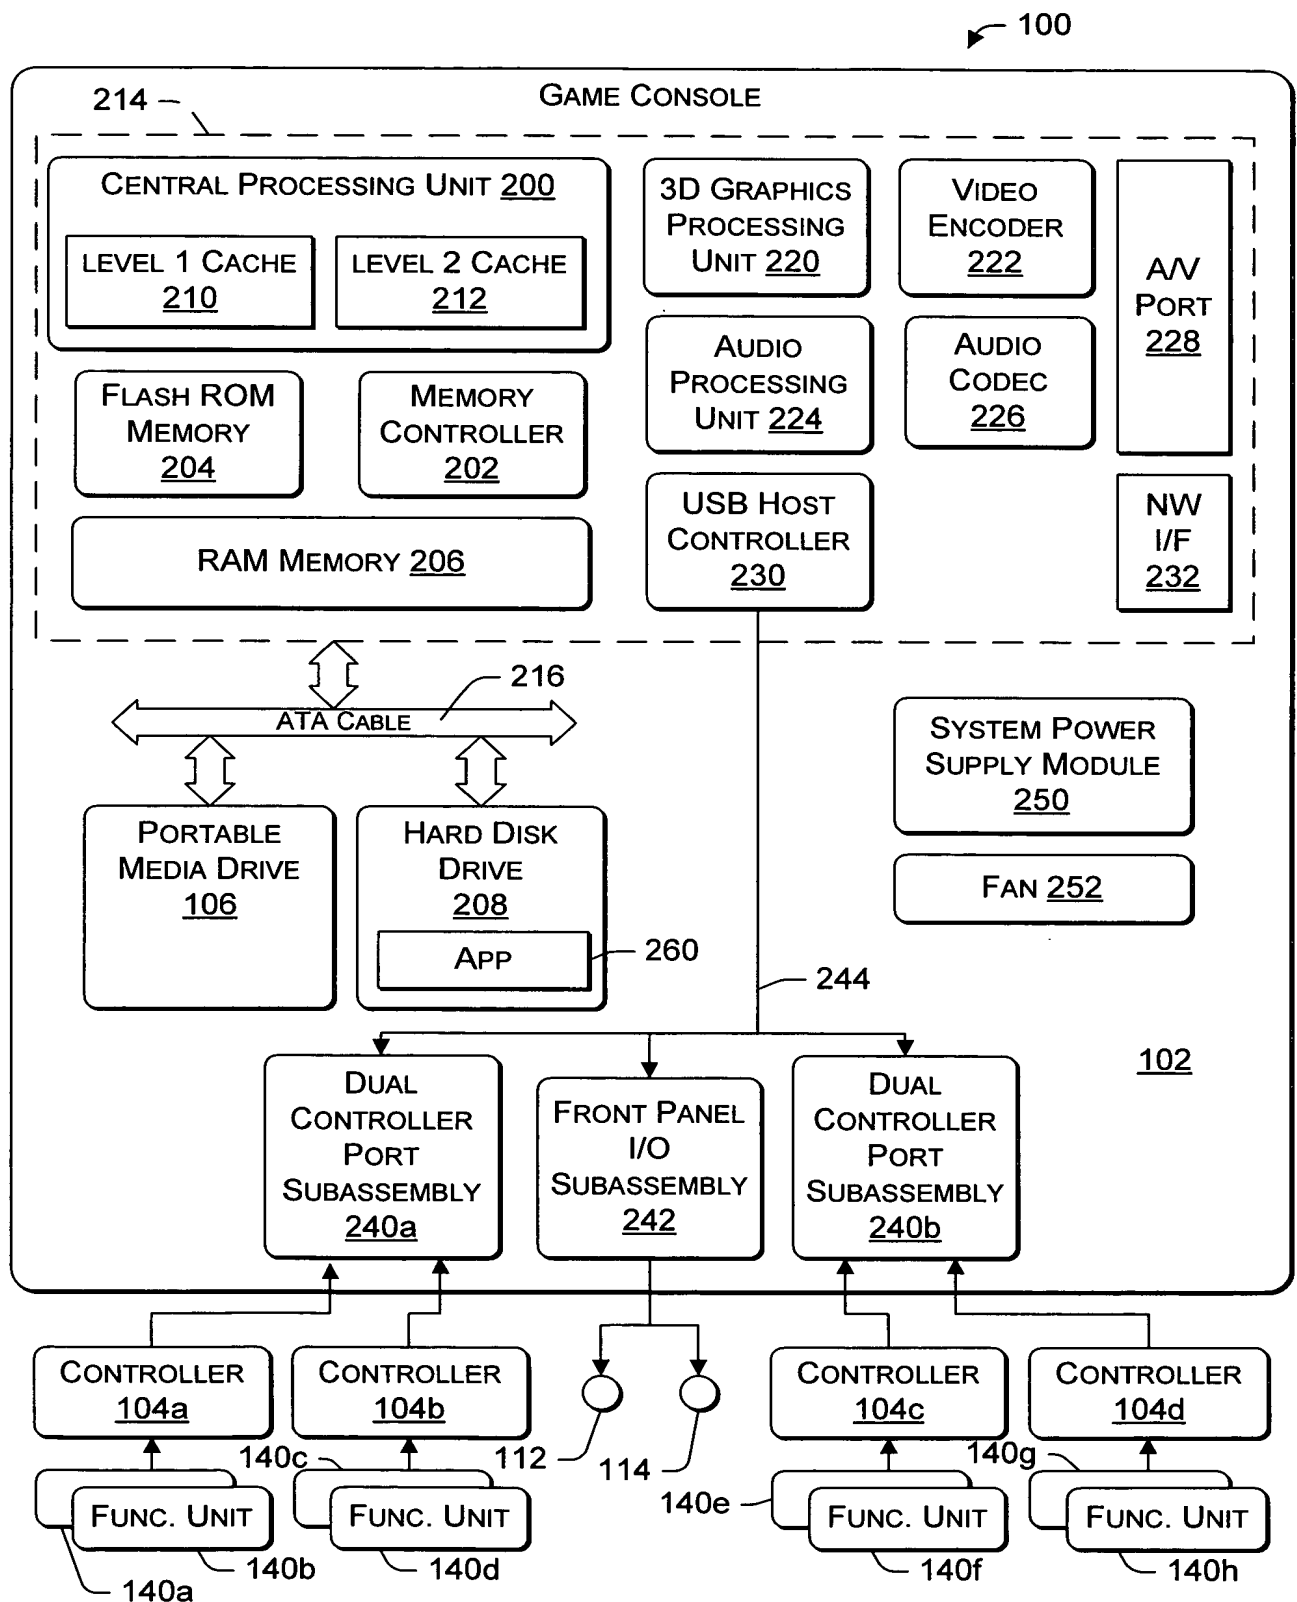 100
GAME CONSOLE
214
CENTRAL PROCESSING UNIT 200
LEVEL 1 CACHE
210
LEVEL 2 CACHE
212
3D GRAPHICS
PROCESSING
UNIT 220
VIDEO
ENCODER
222
A/V
PORT
228
FLASH ROM
MEMORY
204
MEMORY
CONTROLLER
202
AUDIO
PROCESSING
UNIT 224
AUDIO
CODEC
226
RAM MEMORY 206
USB HOST
CONTROLLER
230
NW
I/F
232
216
ATA CABLE
SYSTEM POWER
SUPPLY MODULE
250
PORTABLE
MEDIA DRIVE
106
HARD DISK
DRIVE
208
APP
260
FAN 252
244
102
DUAL
CONTROLLER
PORT
SUBASSEMBLY
240a
FRONT PANEL
I/O
SUBASSEMBLY
242
DUAL
CONTROLLER
PORT
SUBASSEMBLY
240b
CONTROLLER
104a
CONTROLLER
104b
112
114
CONTROLLER
104c
CONTROLLER
104d
140c
140e
140g
FUNC. UNIT
FUNC. UNIT
FUNC. UNIT
FUNC. UNIT
140a
140b
140d
140f
140h